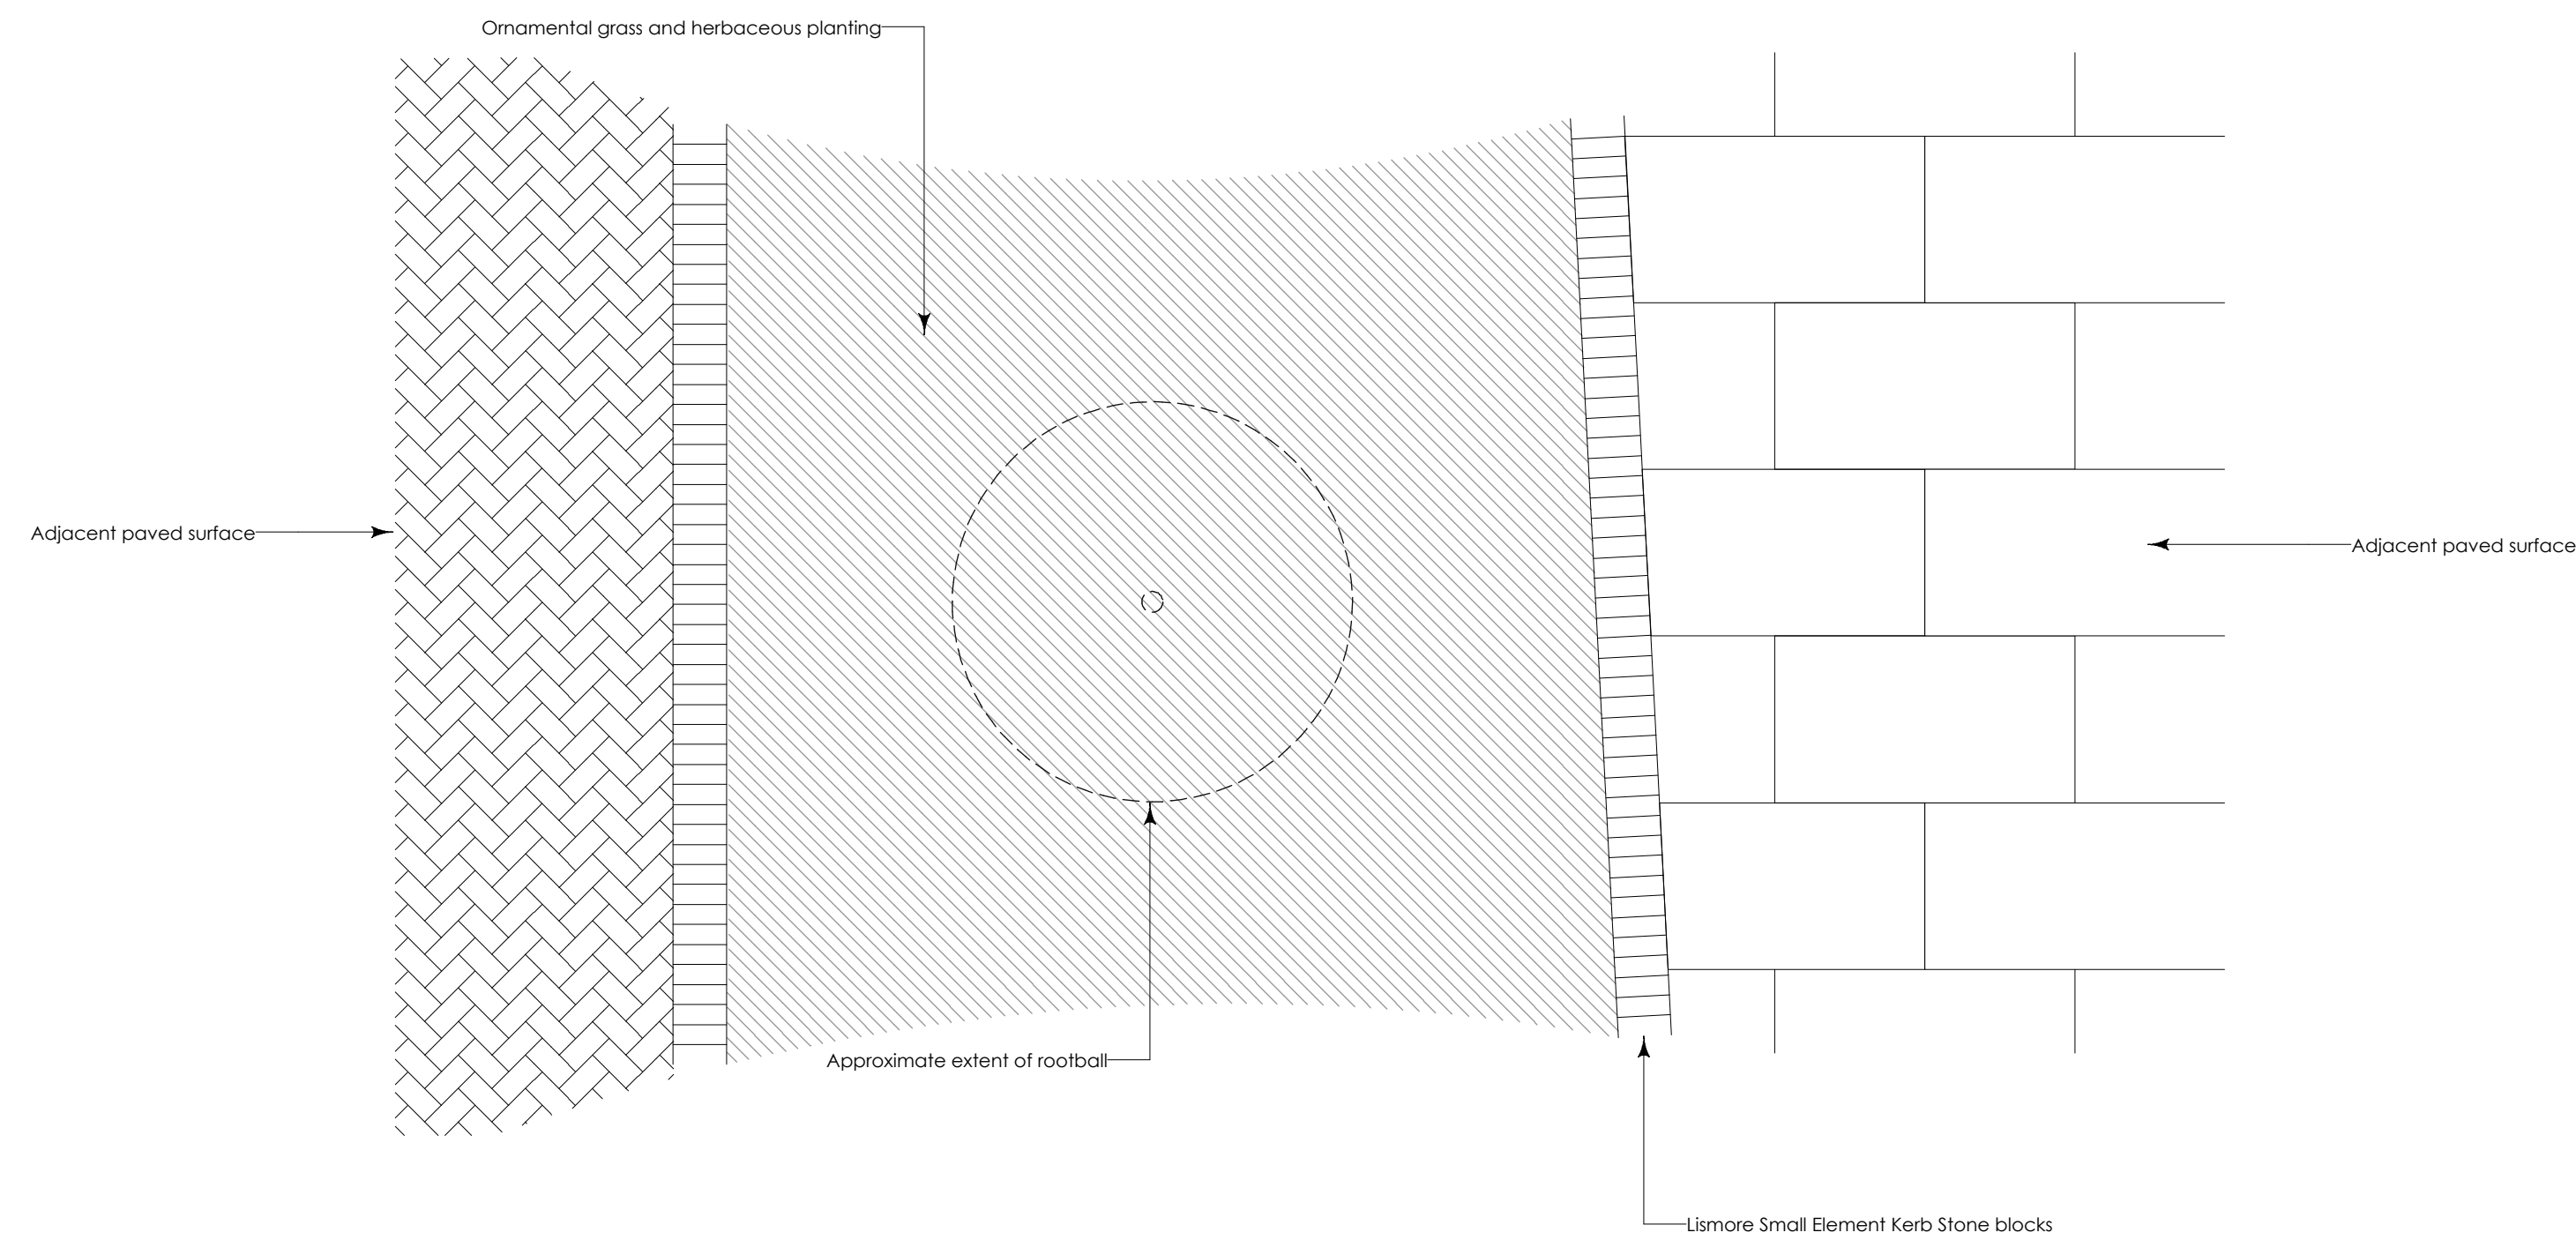 Ornamental grass and herbaceous planting
Adjacent paved surface
Adjacent paved surface
Approximate extent of rootball
Lismore Small Element Kerb Stone blocks